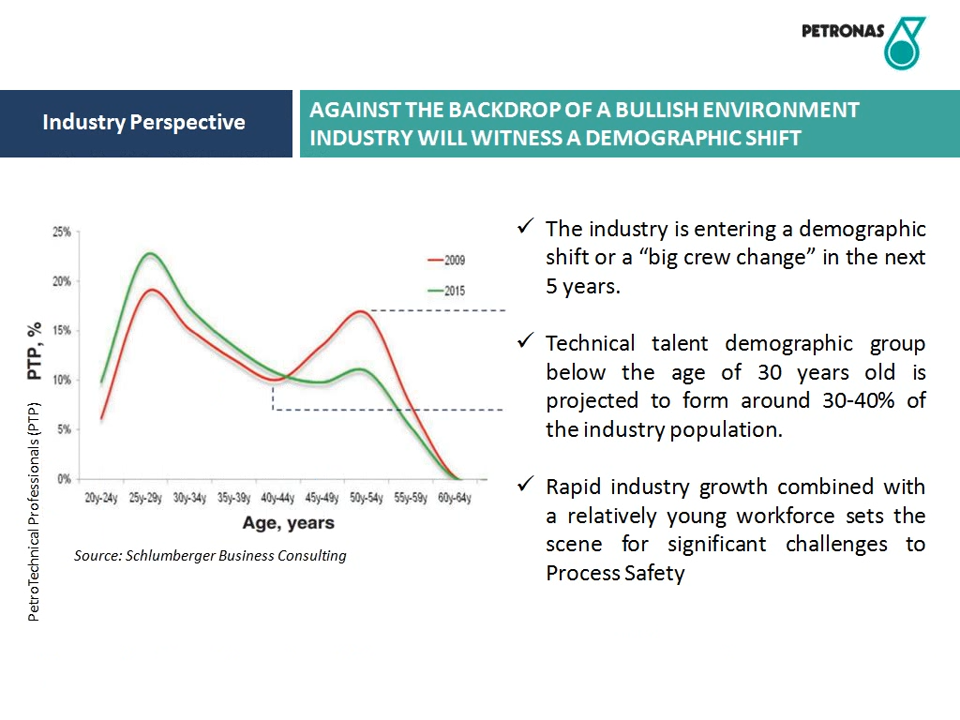 PETRONAS
Industry Perspective
AGAINST THE BACKDROP OF A BULLISH ENVIRONMENT
INDUSTRY WILL WITNESS A DEMOGRAPHIC SHIFT
25%
20%
15%
10%
5%
0%
PTP, %
PetroTechnical Professionals (PTP)
2009
2015
20y-24y 25y-29y 30y-34y 35y-39y 40y-44y 45y-49y 50y-54y 55y-59y 60y-64y
Age, years
Source: Schlumberger Business Consulting
✓ The industry is entering a demographic
shift or a “big crew change” in the next
5 years.
✓ Technical talent demographic group
below the age of 30 years old is
projected to form around 30-40% of
the industry population.
✓ Rapid industry growth combined with
a relatively young workforce sets the
scene for significant challenges to
Process Safety